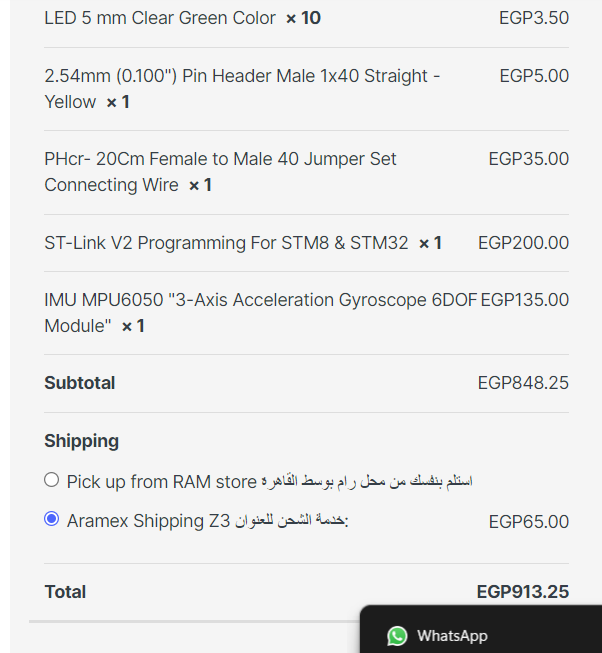 LED 5 mm Clear Green Color × 10 EGP3.50
2.54mm (0.100") Pin Header Male 1x40 Straight - EGP5.00
Yellow × 1
PHcr- 20Cm Female to Male 40 Jumper Set EGP35.00
Connecting Wire × 1
ST-Link V2 Programming For STM8 & STM32 × 1 EGP200.00
IMU MPU6050 "3-Axis Acceleration Gyroscope 6DOF EGP135.00
Module" × 1
Subtotal EGP848.25
Shipping
Pick up from RAM store استلم بنفسك من محل رام بوسط القاهرة
Aramex Shipping Z3 خدمة الشحن للعنوان: EGP65.00
Total EGP913.25
WhatsApp